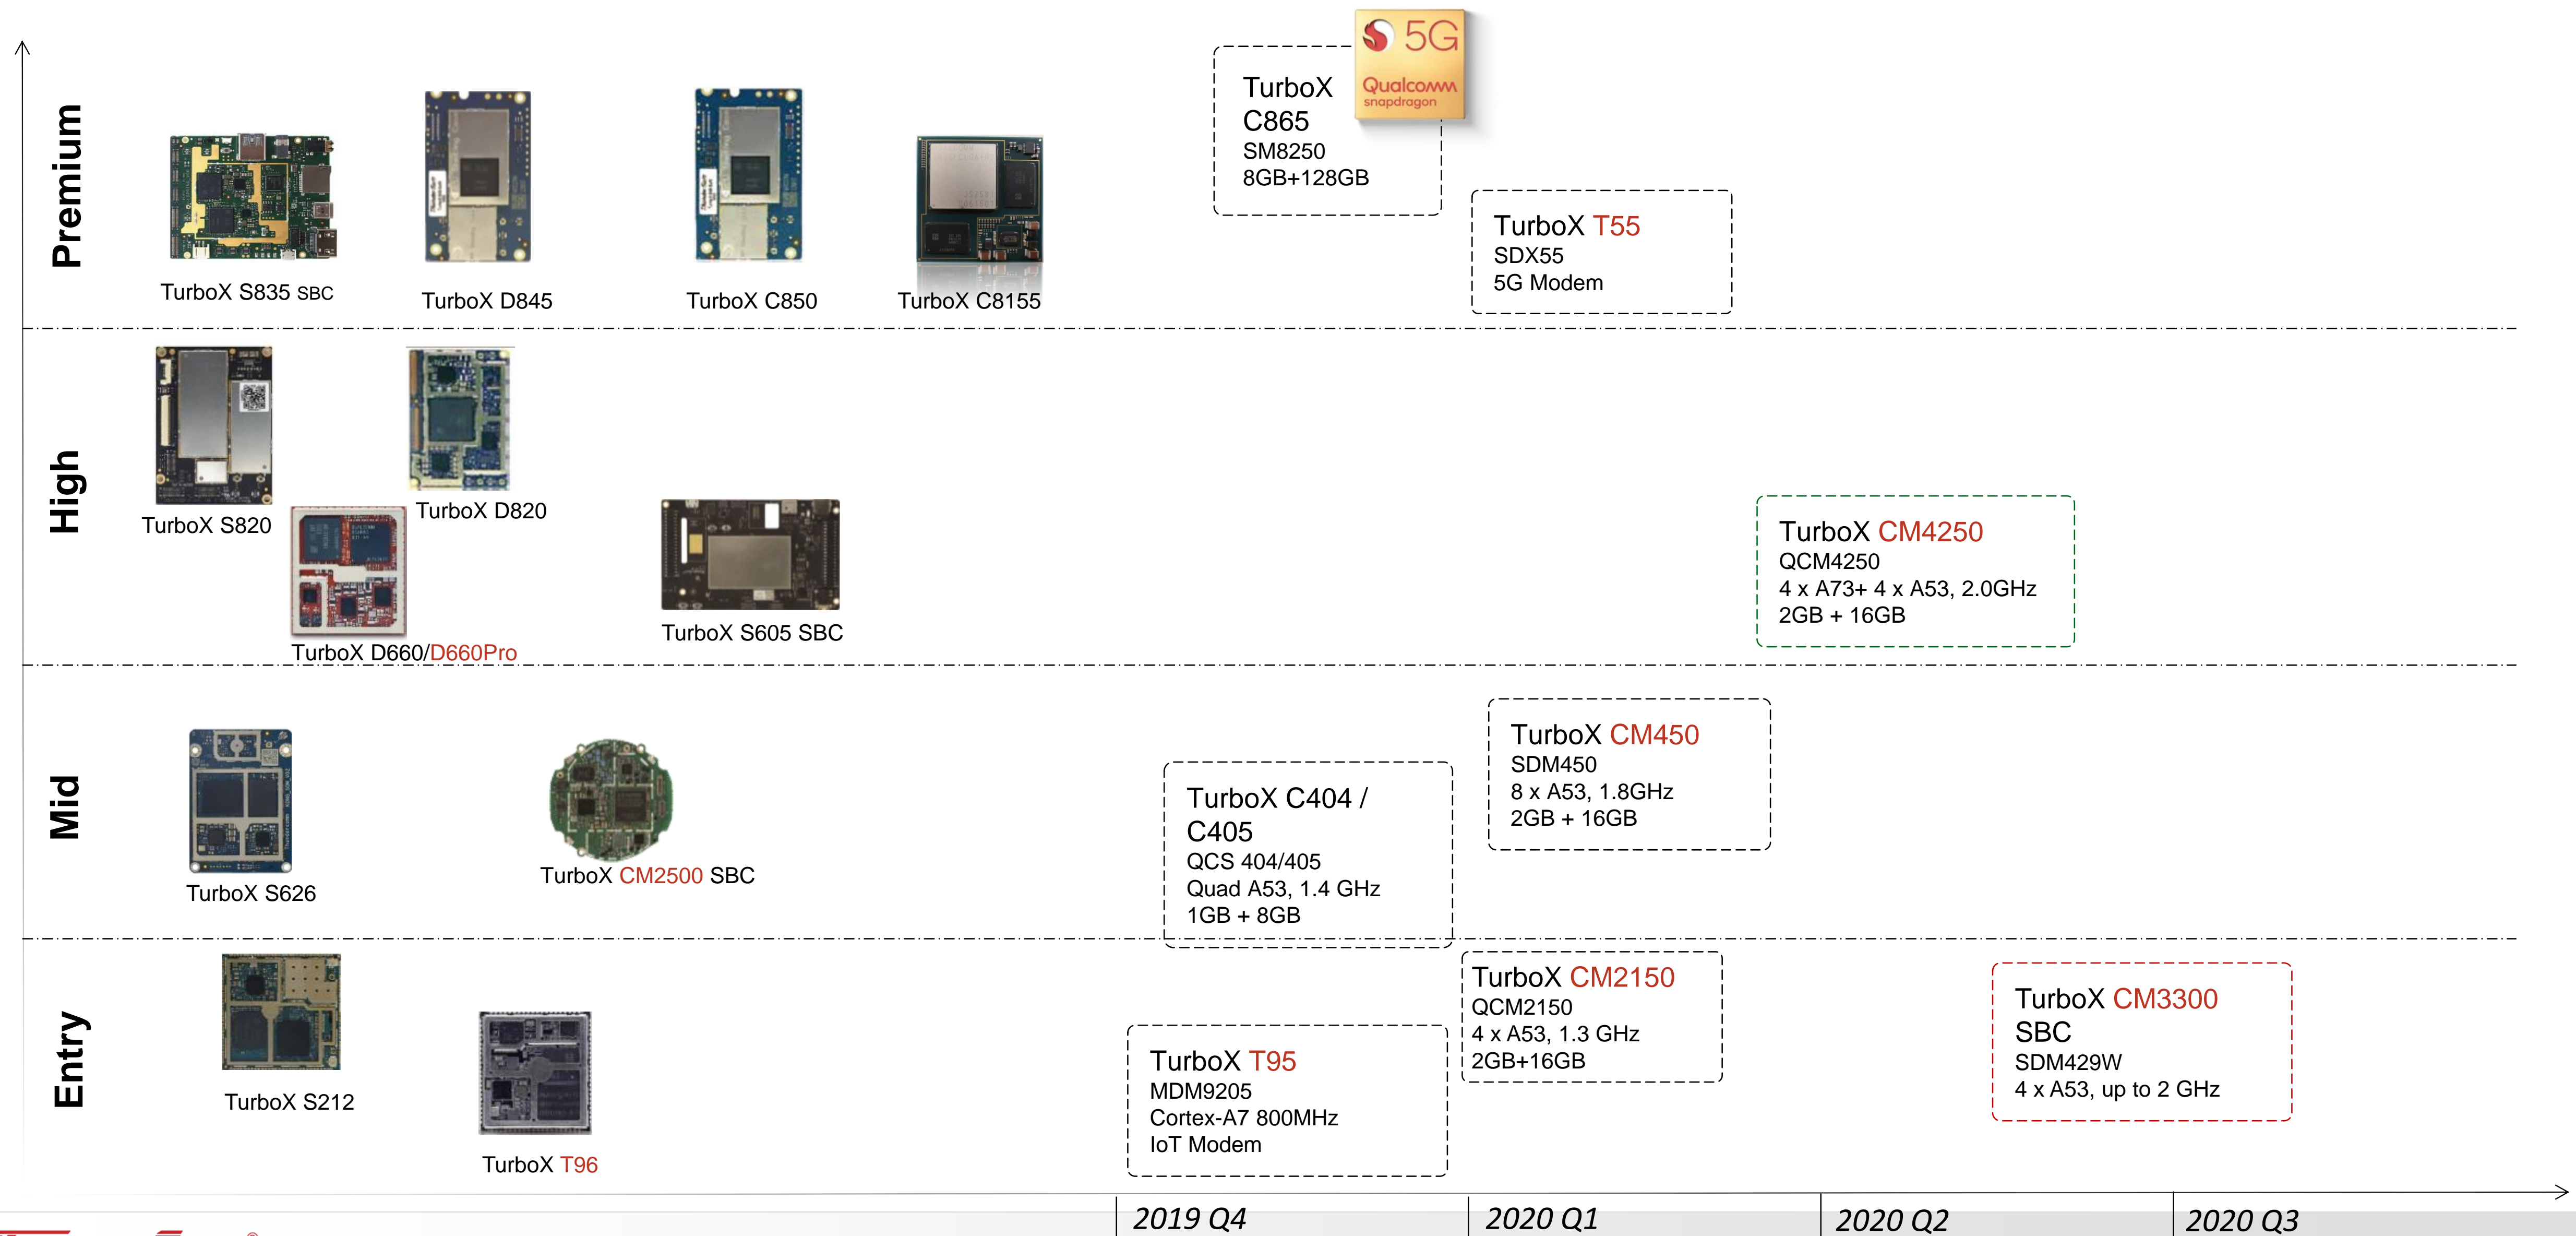 Premium
5G
Qualcomm
snapdragon
TurboX
C865
SM8250
8GB+128GB
TurboX T55
SDX55
5G Modem
TurboX S835 SBC
TurboX D845
TurboX C850
TurboX C8155
High
TurboX S820
TurboX D820
TurboX D660/D660Pro
TurboX S605 SBC
TurboX CM4250
QCM4250
4 x A73+ 4 x A53, 2.0GHz
2GB + 16GB
Mid
TurboX S626
TurboX CM2500 SBC
TurboX C404 /
C405
QCS 404/405
Quad A53, 1.4 GHz
1GB + 8GB
TurboX CM450
SDM450
8 x A53, 1.8GHz
2GB + 16GB
Entry
TurboX S212
TurboX T96
TurboX T95
MDM9205
Cortex-A7 800MHz
IoT Modem
TurboX CM2150
QCM2150
4 x A53, 1.3 GHz
2GB+16GB
TurboX CM3300
SBC
SDM429W
4 x A53, up to 2 GHz
2019 Q4
2020 Q1
2020 Q2
2020 Q3